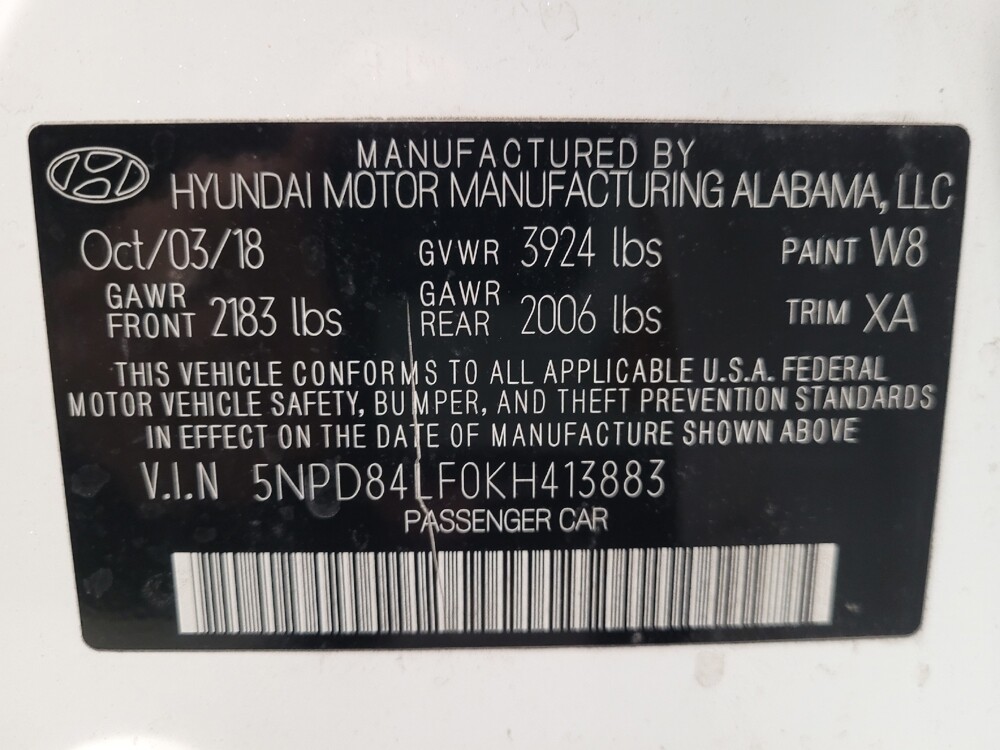 MANUFACTURED BY
HYUNDAI MOTOR MANUFACTURING ALABAMA, LLC
Oct/03/18 GVWR 3924 lbs PAINT W8
GAWR FRONT 2183 lbs GAWR REAR 2006 lbs TRIM XA
THIS VEHICLE CONFORMS TO ALL APPLICABLE U.S.A. FEDERAL
MOTOR VEHICLE SAFETY, BUMPER, AND THEFT PREVENTION STANDARDS
IN EFFECT ON THE DATE OF MANUFACTURE SHOWN ABOVE
V.I.N 5NPD84LF0KH413883
PASSENGER CAR